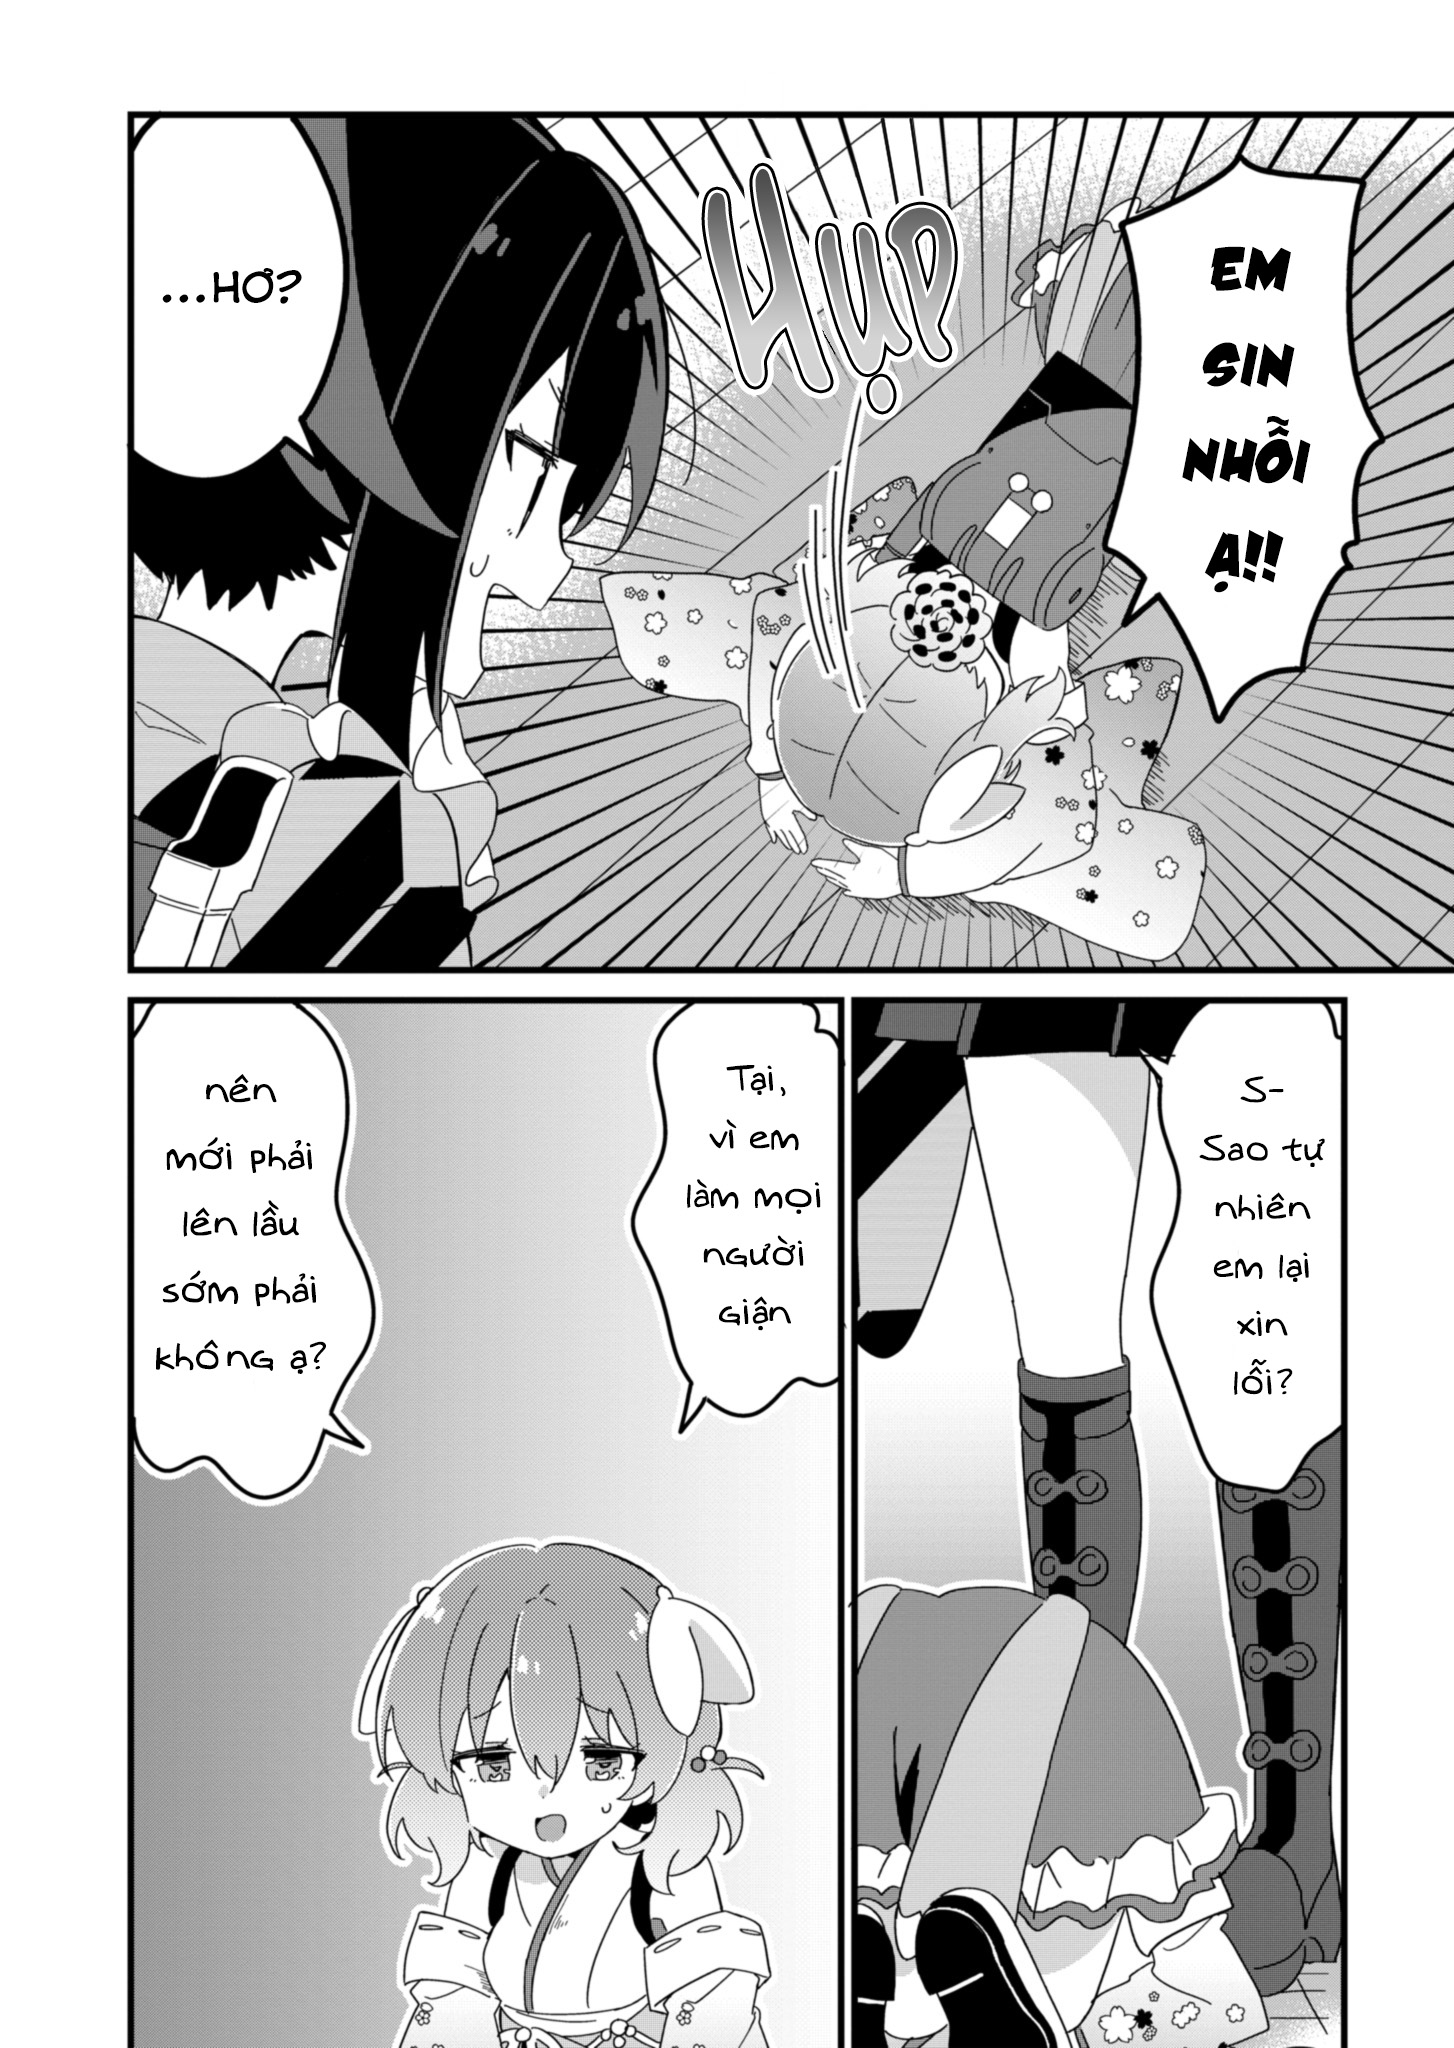 EM
SIN
NHỖI
Ạ!!
HỤP
...HƠ?
S-
Sao tự
nhiên
em lại
xin
lỗi?
Tại,
vì em
làm mọi
người
giận
nên
mới phải
lên lầu
sớm phải
không ạ?